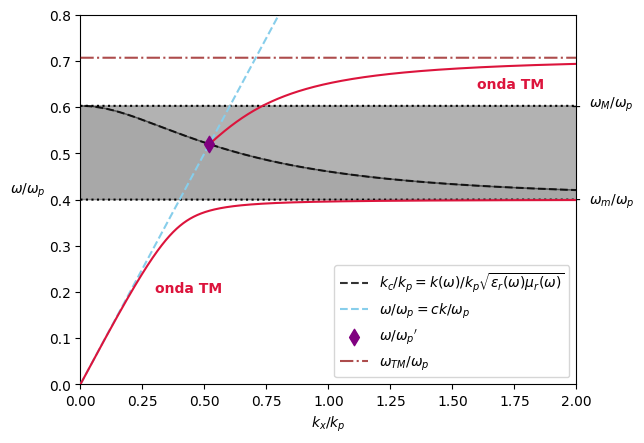 0.8
0.7
0.6
0.5
0.4
0.3
0.2
0.1
0.0
ω/ω_p
onda TM
onda TM
ω_M/ω_p
ω_m/ω_p
k_c/k_p = k(ω)/k_p√(ε_r(ω)μ_r(ω))
ω/ω_p = ck/ω_p
ω/ω_p'
ω_TM/ω_p
0.00 0.25 0.50 0.75 1.00 1.25 1.50 1.75 2.00
k_x/k_p